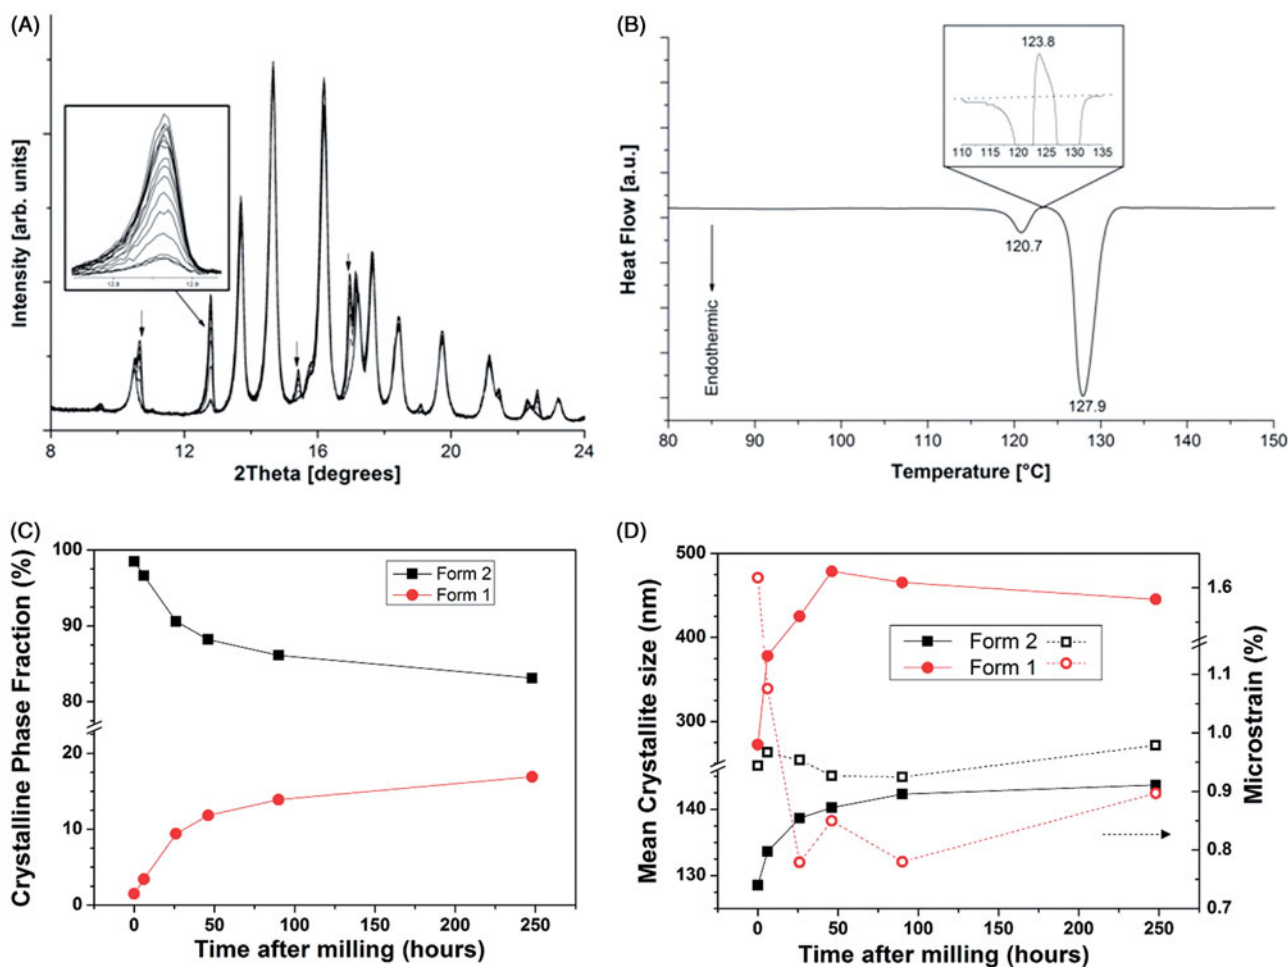 (A)
Intensity [arb. units]
12.6 12.9
8 12 16 20 24
2Theta [degrees]
(B)
Heat Flow [a.u.]
Endothermic
123.8
110 115 120 125 130 135
120.7
127.9
80 90 100 110 120 130 140 150
Temperature [°C]
(C)
Crystalline Phase Fraction (%)
100
90
80
20
10
0
Form 2
Form 1
0 50 100 150 200 250
Time after milling (hours)
(D)
Mean Crystallite size (nm)
500
450
375
300
275
140
130
Form 2
Form 1
1.6
1.1
1.0
0.9
0.8
0.7
Microstrain (%)
0 50 100 150 200 250
Time after milling (hours)